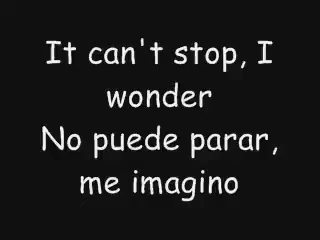 It can't stop, I
wonder
No puede parar,
me imagino